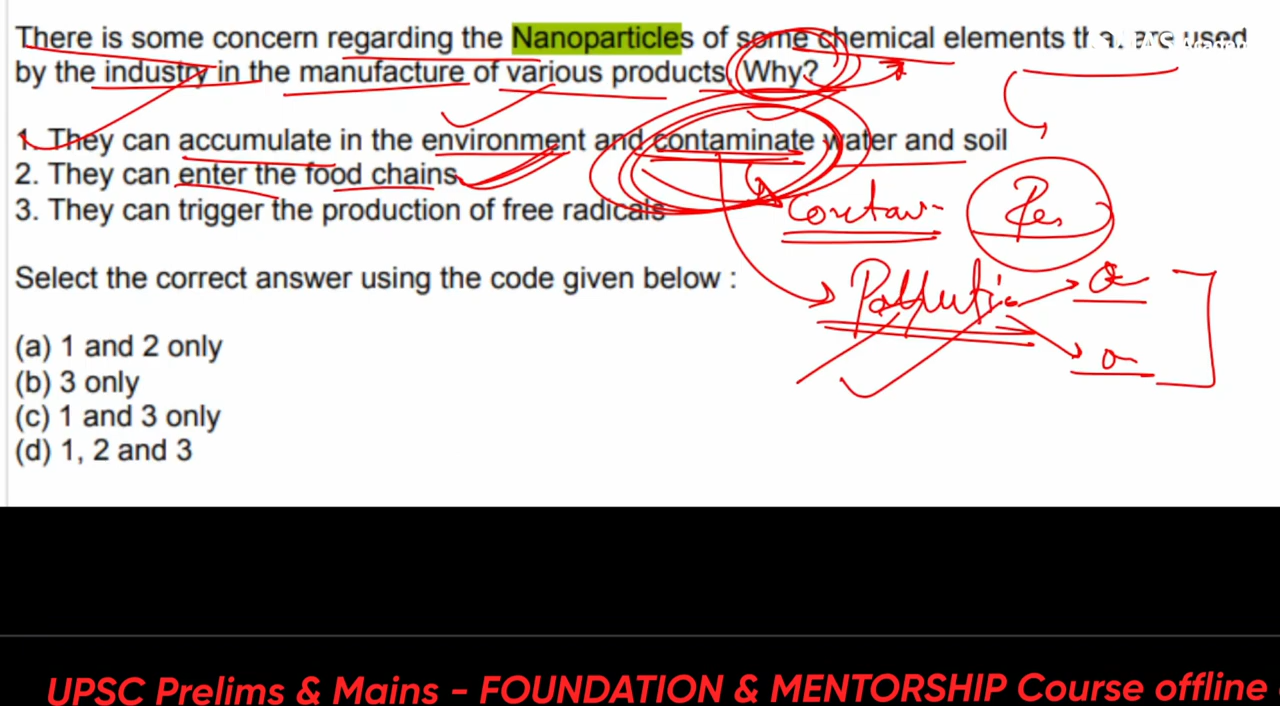 There is some concern regarding the Nanoparticles of some chemical elements that are used
by the industry in the manufacture of various products. Why?
1. They can accumulate in the environment and contaminate water and soil
2. They can enter the food chains.
3. They can trigger the production of free radicals
Contam
Pollution
Select the correct answer using the code given below :
(a) 1 and 2 only
(b) 3 only
(c) 1 and 3 only
(d) 1, 2 and 3
UPSC Prelims & Mains - FOUNDATION & MENTORSHIP Course offline